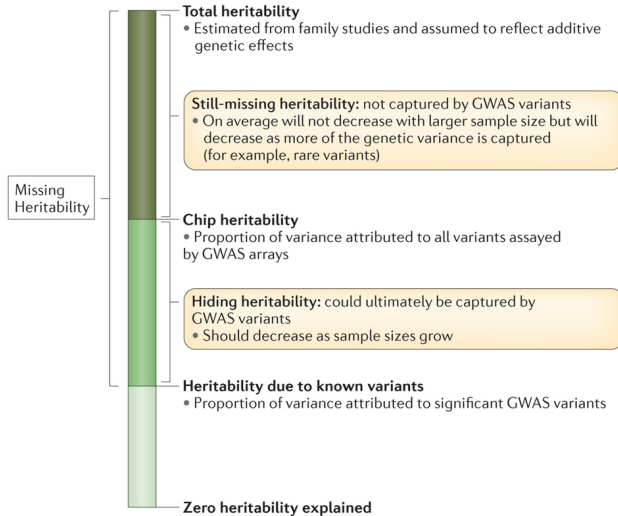 Total heritability
• Estimated from family studies and assumed to reflect additive
genetic effects
Still-missing heritability: not captured by GWAS variants
• On average will not decrease with larger sample size but will
decrease as more of the genetic variance is captured
(for example, rare variants)
Missing
Heritability
Chip heritability
• Proportion of variance attributed to all variants assayed
by GWAS arrays
Hiding heritability: could ultimately be captured by
GWAS variants
• Should decrease as sample sizes grow
Heritability due to known variants
• Proportion of variance attributed to significant GWAS variants
Zero heritability explained